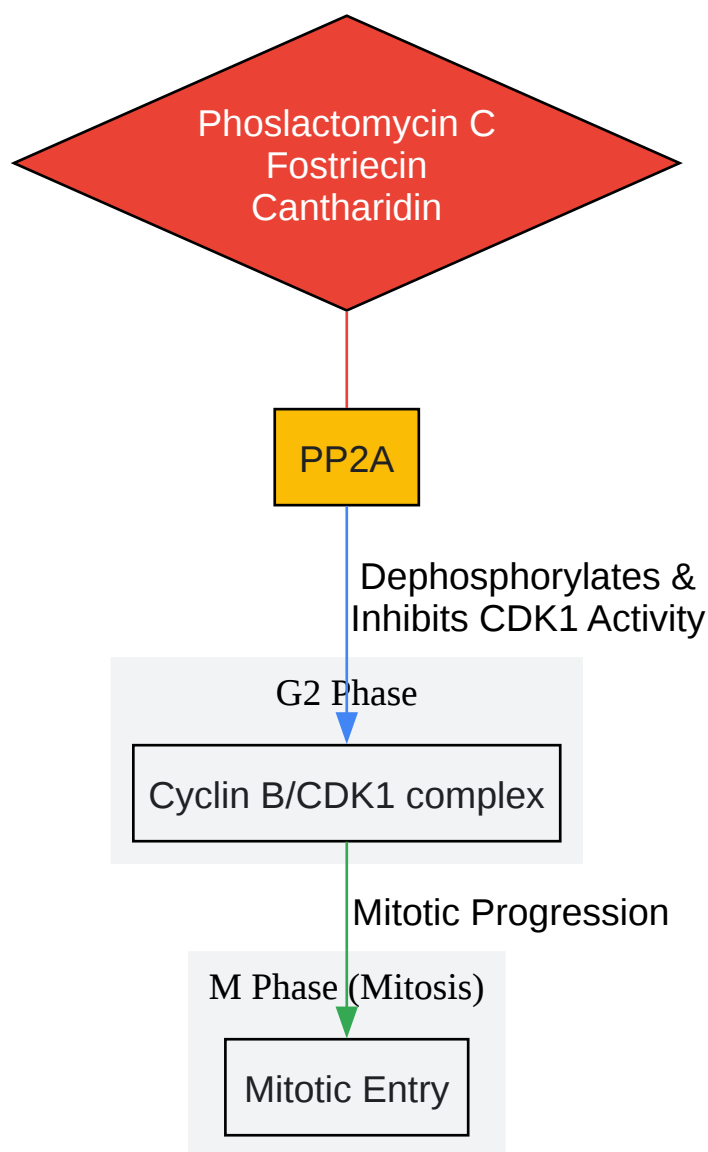 Phoslactomycin C
Fostriecin
Cantharidin
PP2A
Dephosphorylates &
Inhibits CDK1 Activity
G2 Phase
Cyclin B/CDK1 complex
Mitotic Progression
M Phase (Mitosis)
Mitotic Entry